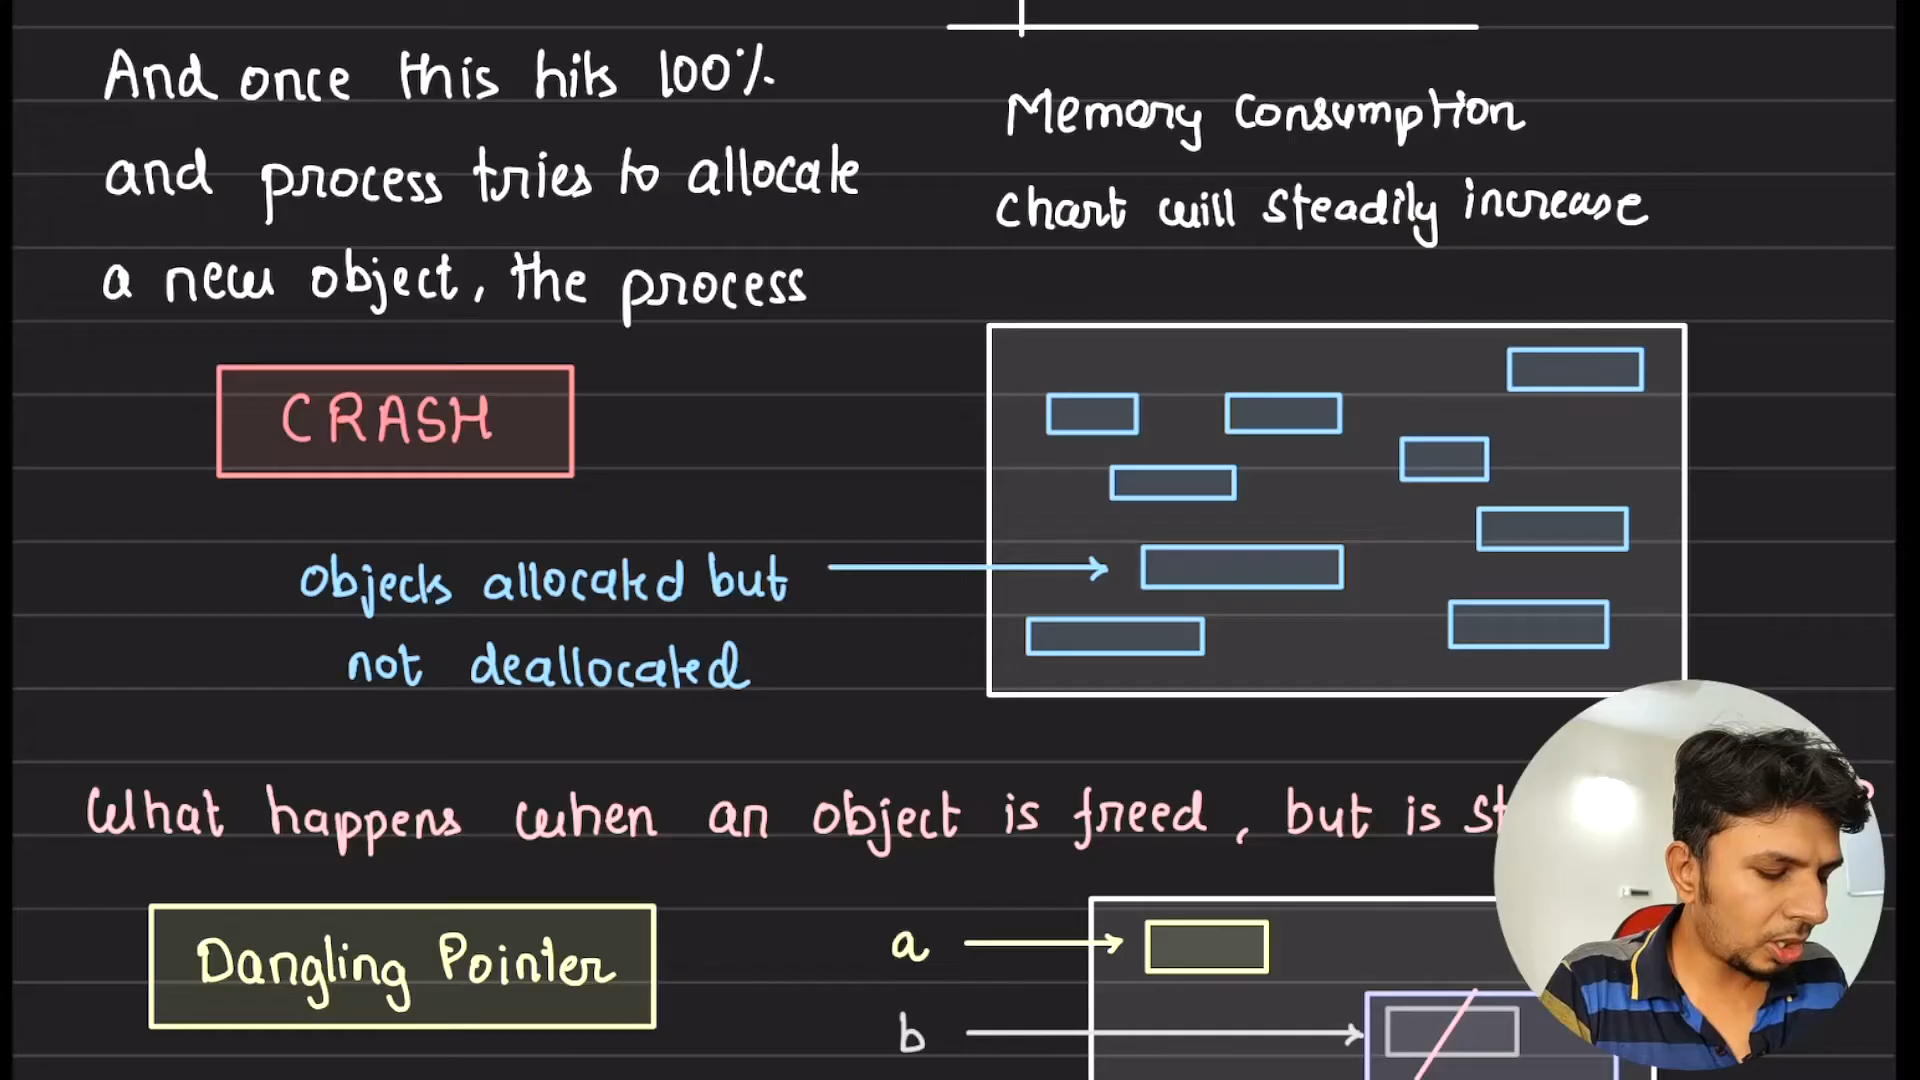 And once this hits 100%
and process tries to allocate
a new object, the process
CRASH
Memory Consumption
chart will steadily increase
Objects allocated but
not deallocated
What happens when an object is freed, but is
Dangling Pointer
a
b